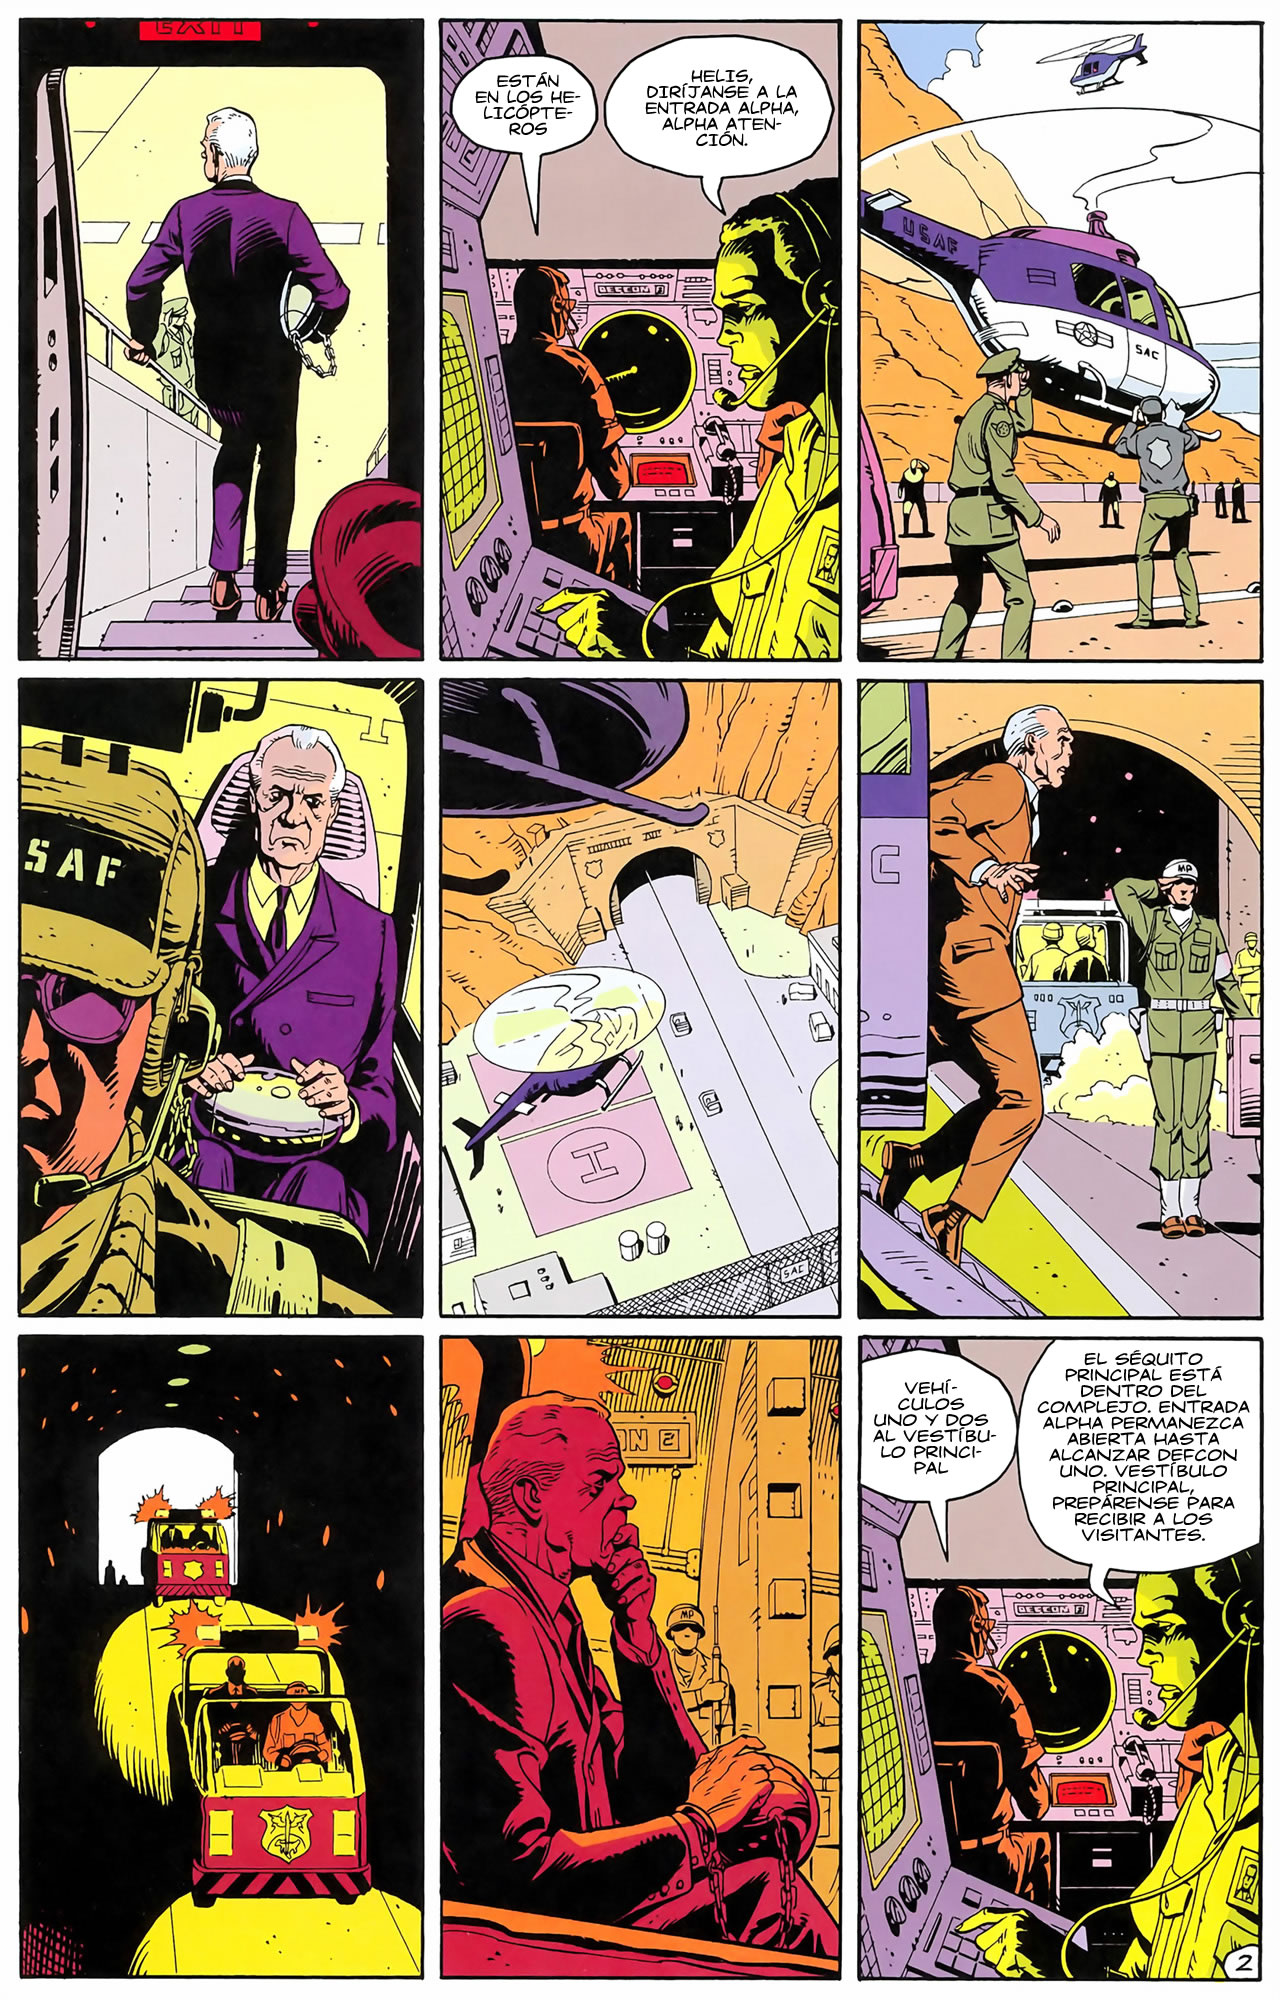 EXIT
ESTÁN
EN LOS HE-
LICÓPTE-
ROS
HELIS,
DIRÍJANSE A LA
ENTRADA ALPHA,
ALPHA ATEN-
CIÓN.
DEFCON
USAF
SAC
SAF
H
H
SAC
C
MP
MP
ON 2
MP
VEHÍ-
CULOS
UNO Y DOS
AL VESTÍBU-
LO PRINCI-
PAL
EL SÉQUITO
PRINCIPAL ESTÁ
DENTRO DEL
COMPLEJO. ENTRADA
ALPHA PERMANEZCA
ABIERTA HASTA
ALCANZAR DEFCON
UNO. VESTÍBULO
PRINCIPAL,
PREPÁRENSE PARA
RECIBIR A LOS
VISITANTES.
DEFCON
2